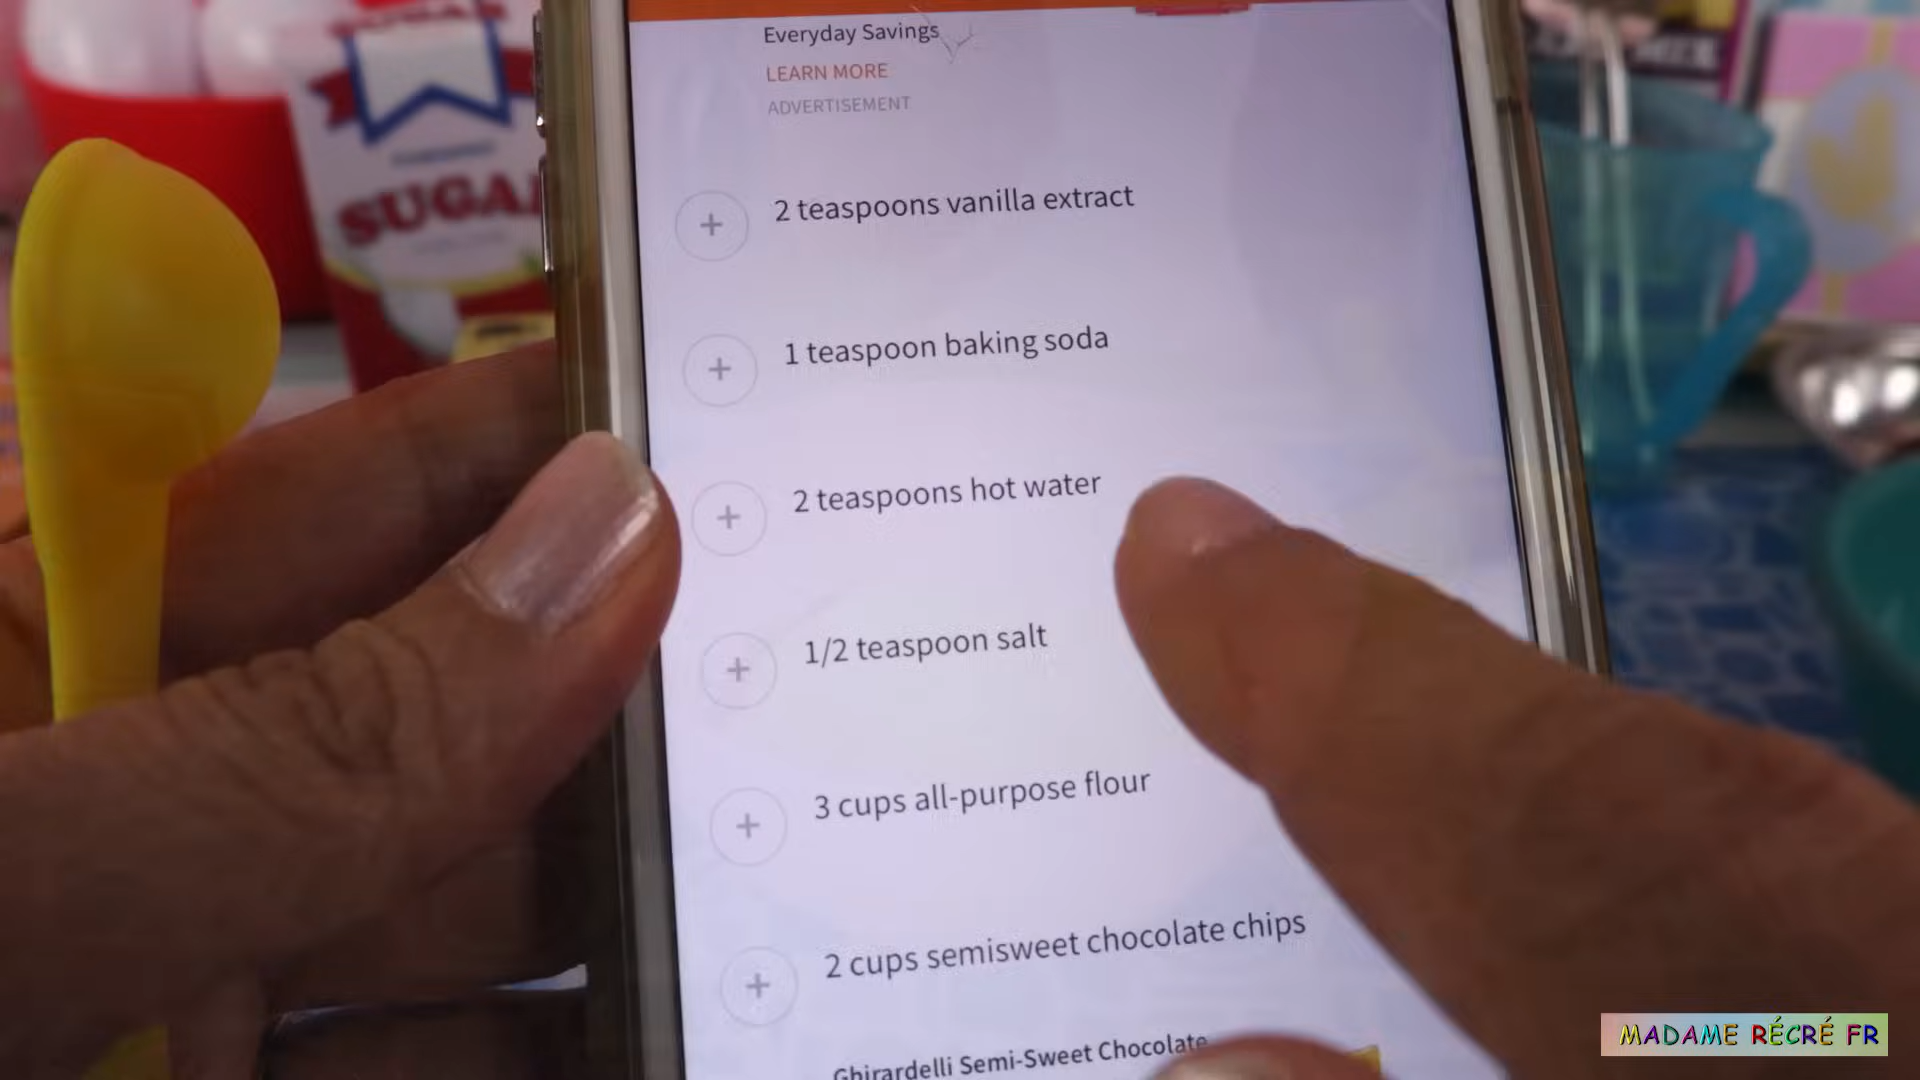 SUGAR
SUGAR
Everyday Savings
LEARN MORE
ADVERTISEMENT
2 teaspoons vanilla extract
1 teaspoon baking soda
2 teaspoons hot water
1/2 teaspoon salt
3 cups all-purpose flour
2 cups semisweet chocolate chips
Ghirardelli Semi-Sweet Chocolate
MADAME RÉCRÉ FR